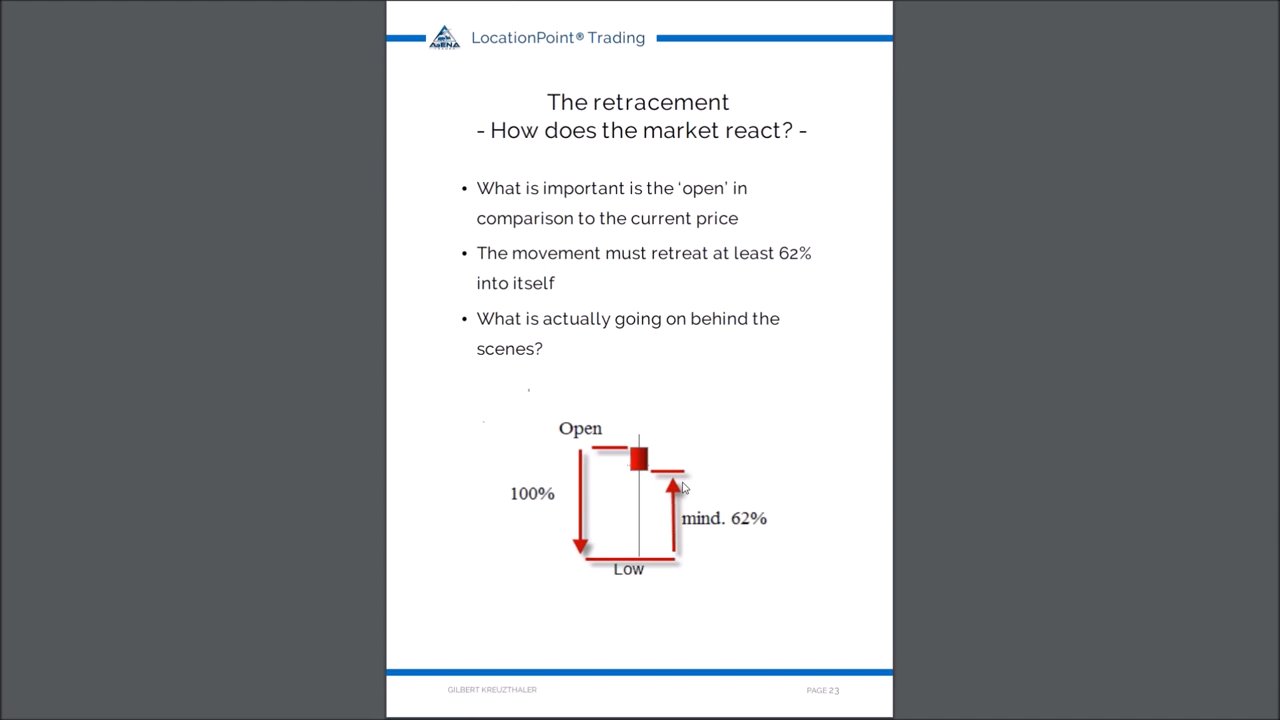 AgENA
LocationPoint® Trading
The retracement
- How does the market react? -
• What is important is the ‘open’ in
comparison to the current price
• The movement must retreat at least 62%
into itself
• What is actually going on behind the
scenes?
Open
100%
mind. 62%
Low
GILBERT KREUZTHALER
PAGE 23